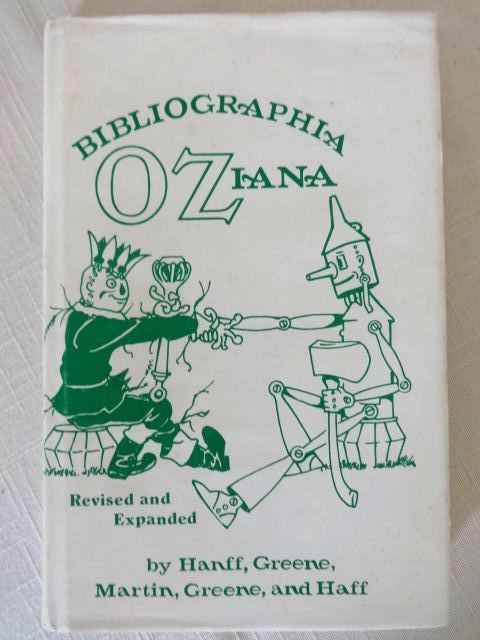 BIBLIOGRAPHIA
OZIANA
Revised and
Expanded
by Hanff, Greene,
Martin, Greene, and Haff